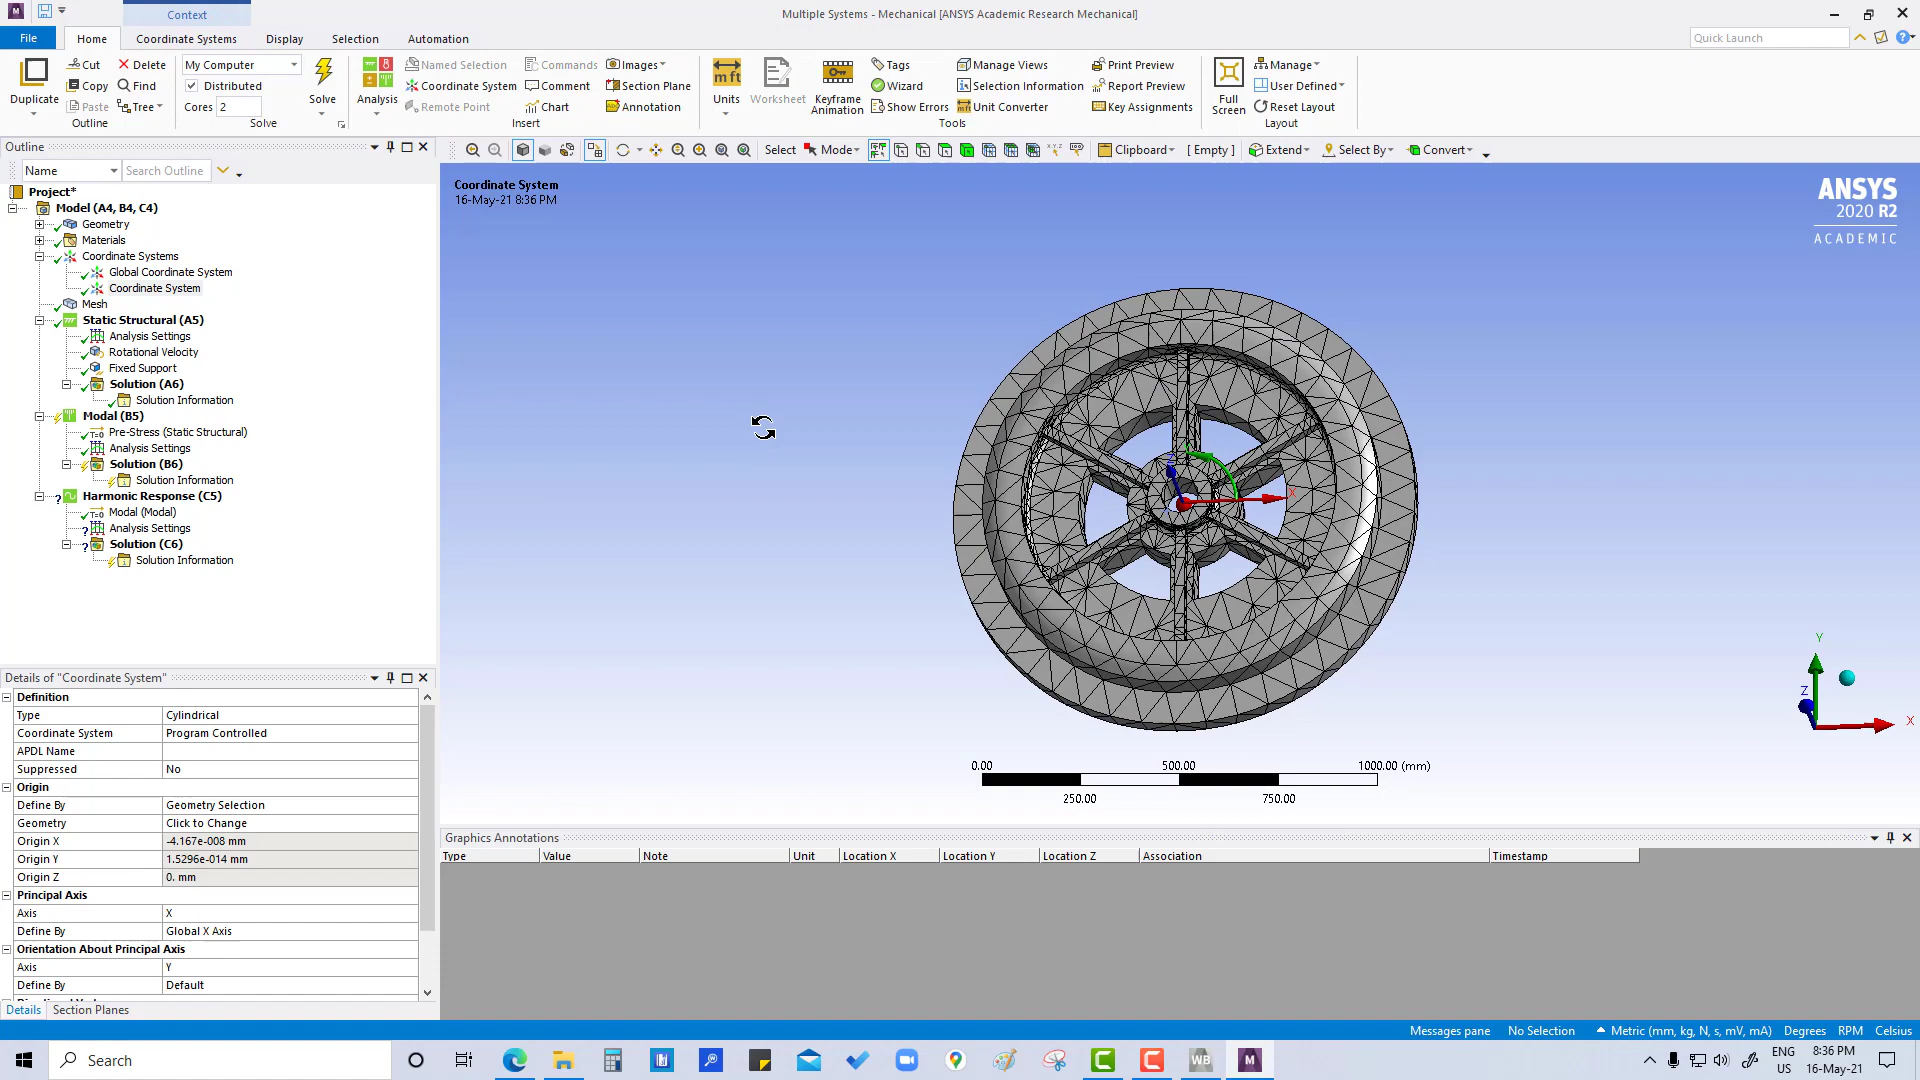 Context
Multiple Systems - Mechanical [ANSYS Academic Research Mechanical]
File Home Coordinate Systems Display Selection Automation Quick Launch
Duplicate
Cut
Copy
Paste
Delete
Find
Tree
Outline
My Computer
Distributed
Cores 2
Solve
Solve
Analysis
Named Selection
Coordinate System
Remote Point
Commands
Comment
Chart
Images
Section Plane
Annotation
Insert
Units
Worksheet
Keyframe
Animation
Tags
Wizard
Show Errors
Manage Views
Selection Information
Unit Converter
Print Preview
Report Preview
Key Assignments
Tools
Full
Screen
Manage
User Defined
Reset Layout
Layout
Outline
Name Search Outline
Select Mode Clipboard [ Empty ] Extend Select By Convert
Project*
Model (A4, B4, C4)
Geometry
Materials
Coordinate Systems
Global Coordinate System
Coordinate System
Mesh
Static Structural (A5)
Analysis Settings
Rotational Velocity
Fixed Support
Solution (A6)
Solution Information
Modal (B5)
Pre-Stress (Static Structural)
Analysis Settings
Solution (B6)
Solution Information
Harmonic Response (C5)
Modal (Modal)
Analysis Settings
Solution (C6)
Solution Information
Coordinate System
16-May-21 8:36 PM
ANSYS
2020 R2
ACADEMIC
Z
X
Y
Z
X
0.00 500.00 1000.00 (mm)
250.00 750.00
Details of "Coordinate System"
Definition
Type Cylindrical
Coordinate System Program Controlled
APDL Name
Suppressed No
Origin
Define By Geometry Selection
Geometry Click to Change
Origin X -4.167e-008 mm
Origin Y 1.5296e-014 mm
Origin Z 0. mm
Principal Axis
Axis X
Define By Global X Axis
Orientation About Principal Axis
Axis Y
Define By Default
Details Section Planes
Graphics Annotations
Type Value Note Unit Location X Location Y Location Z Association Timestamp
Messages pane No Selection Metric (mm, kg, N, s, mV, mA) Degrees RPM Celsius
Search
WB
M
ENG
US
8:36 PM
16-May-21